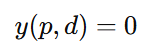 y(p, d) = 0